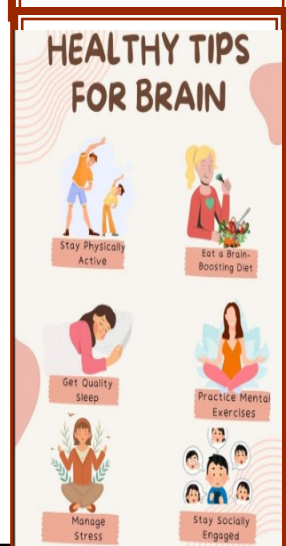 HEALTHY TIPS
FOR BRAIN
Stay Physically
Active
Eat a Brain-
Boosting Diet
Get Quality
Sleep
Practice Mental
Exercises
Manage
Stress
Stay Socially
Engaged